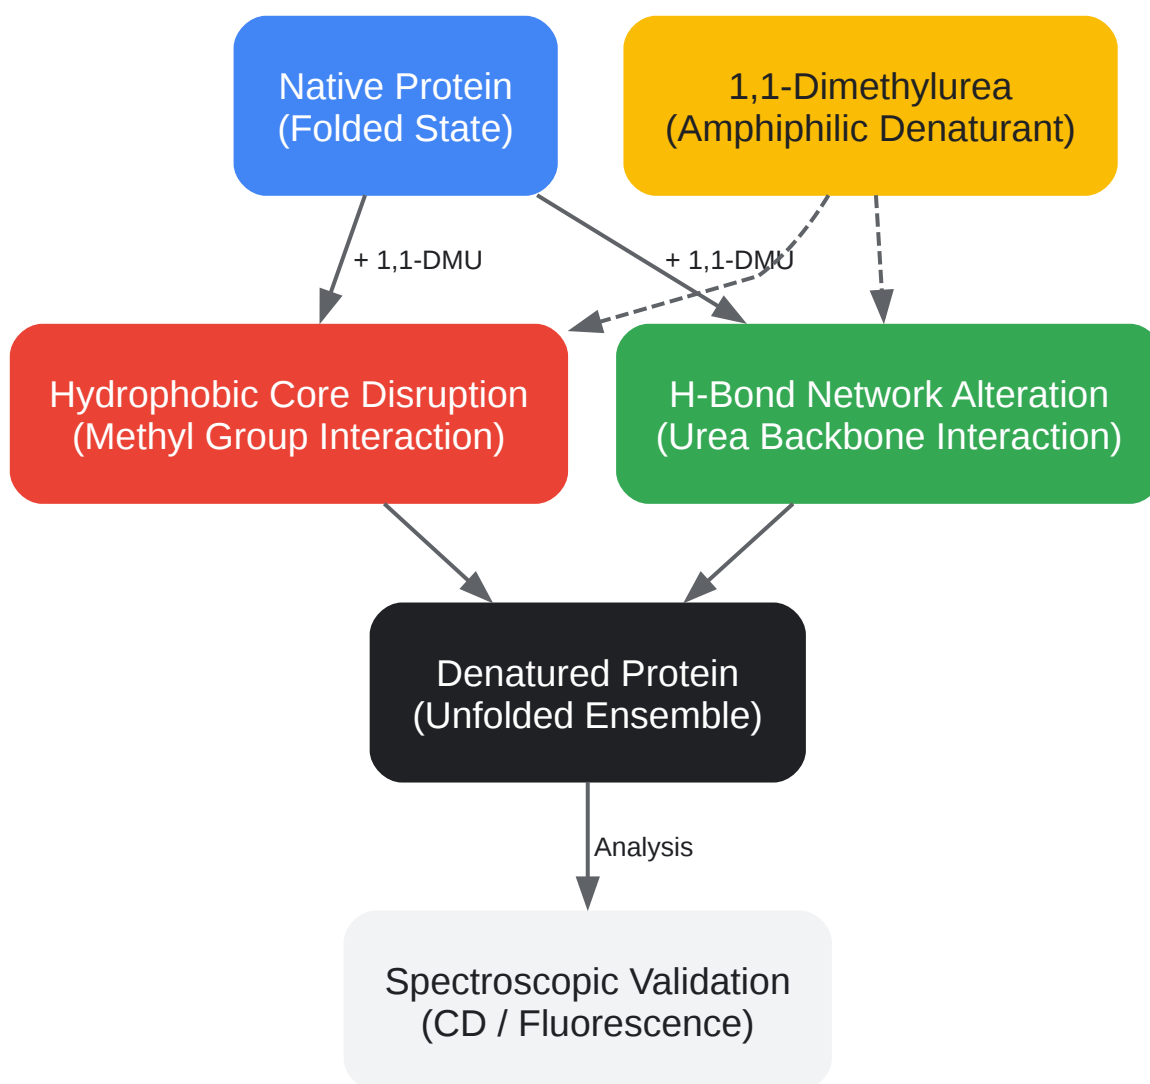 Native Protein
(Folded State)
1,1-Dimethylurea
(Amphiphilic Denaturant)
+ 1,1-DMU
+ 1,1-DMU
Hydrophobic Core Disruption
(Methyl Group Interaction)
H-Bond Network Alteration
(Urea Backbone Interaction)
Denatured Protein
(Unfolded Ensemble)
Analysis
Spectroscopic Validation
(CD / Fluorescence)